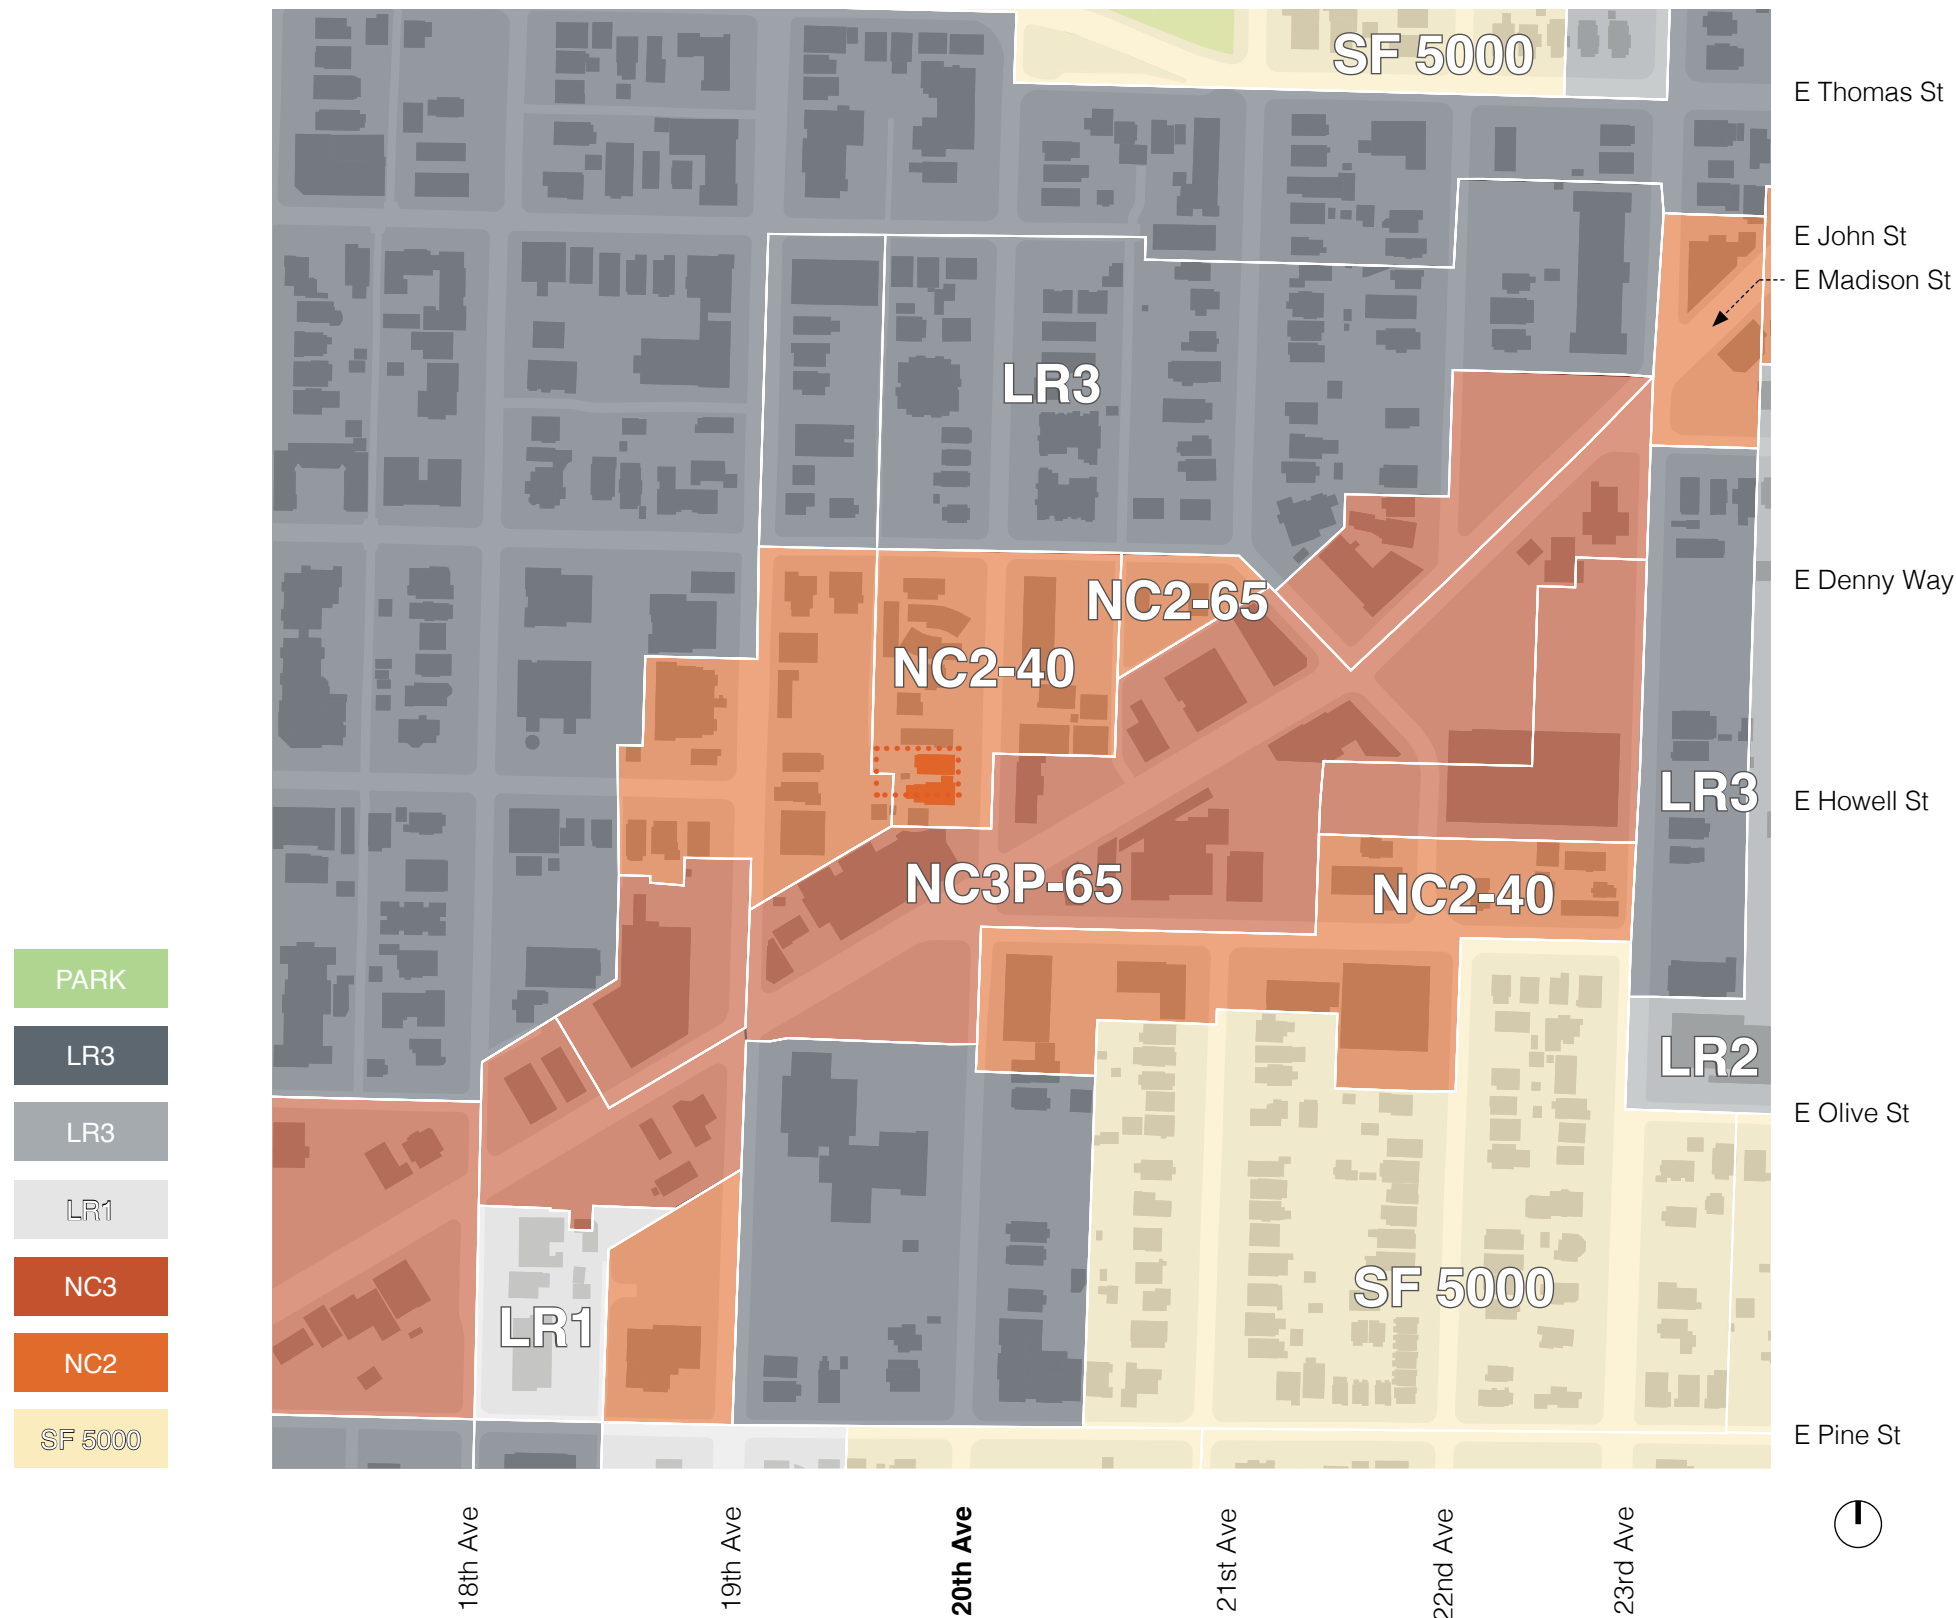 SF 5000
E Thomas St
E John St
E Madison St
LR3
E Denny Way
NC2-65
NC2-40
E Howell St
LR3
NC3P-65
NC2-40
PARK
LR3
LR2
LR3
E Olive St
LR1
NC3
SF 5000
LR1
NC2
SF 5000
E Pine St
18th Ave
19th Ave
20th Ave
21st Ave
22nd Ave
23rd Ave